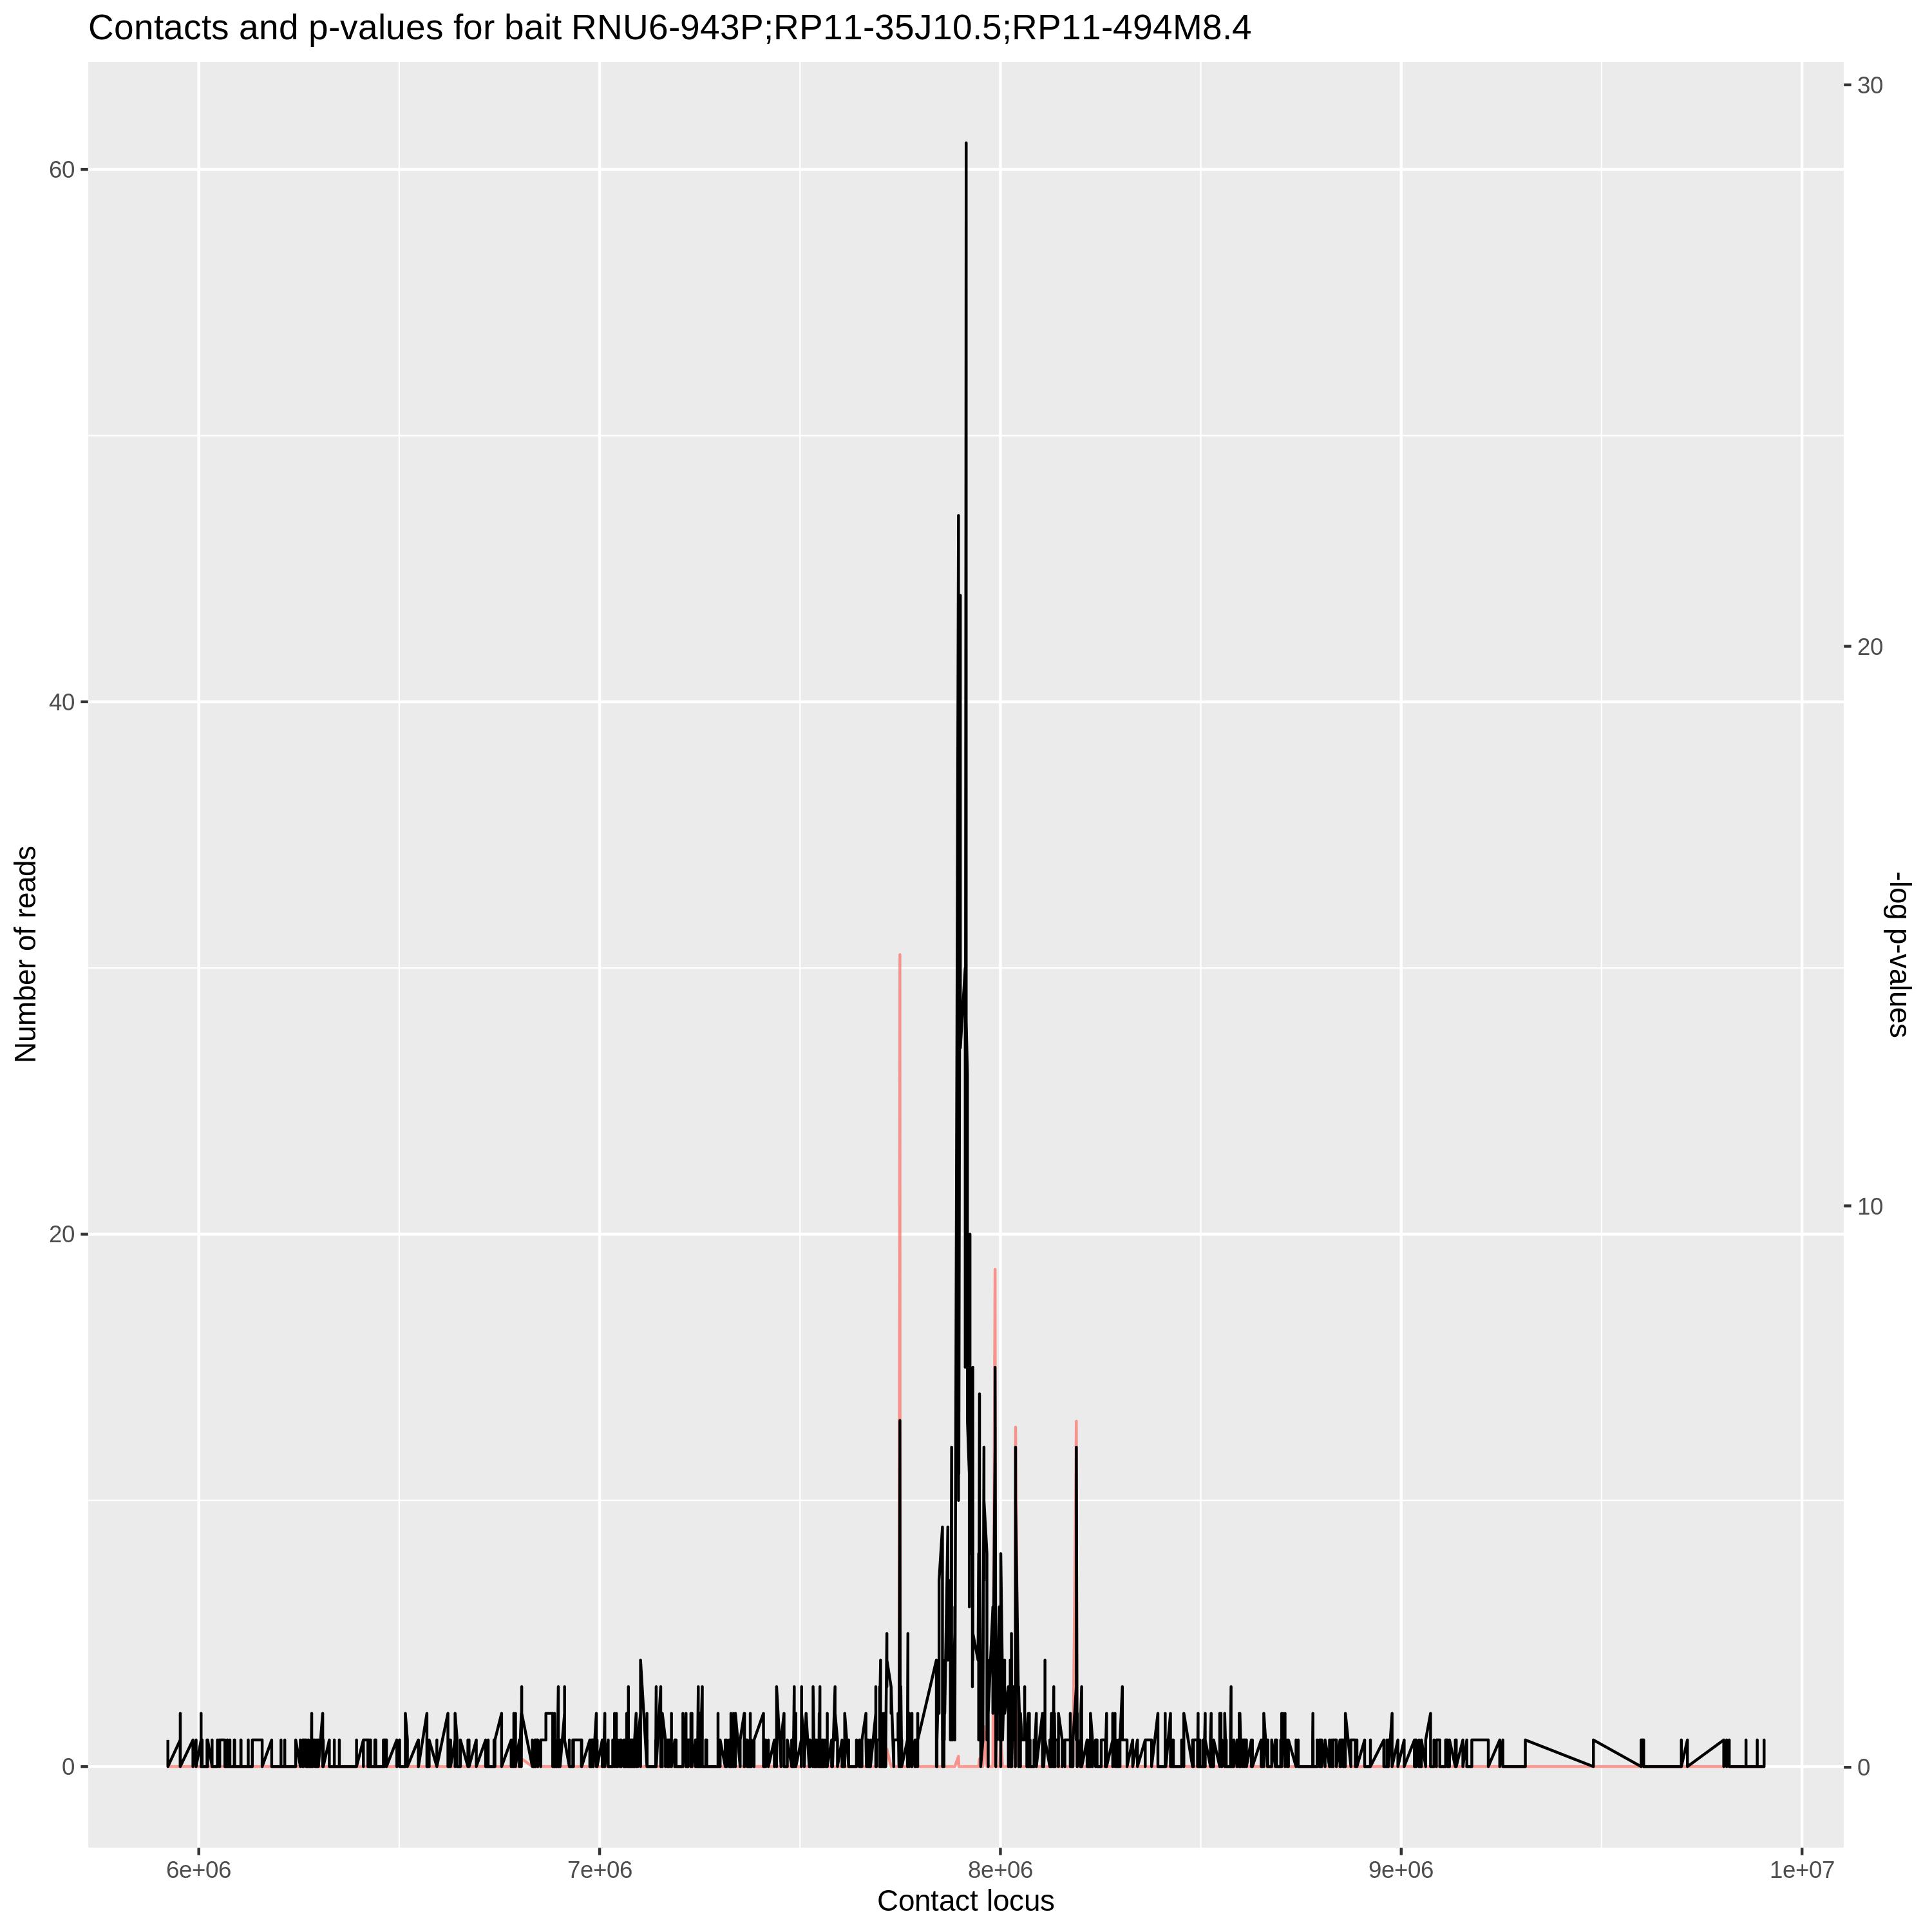 Contacts and p-values for bait RNU6-943P;RP11-35J10.5;RP11-494M8.4
60
40
20
0
Number of reads
30
20
10
0
-log p-values
6e+06
7e+06
8e+06
9e+06
1e+07
Contact locus